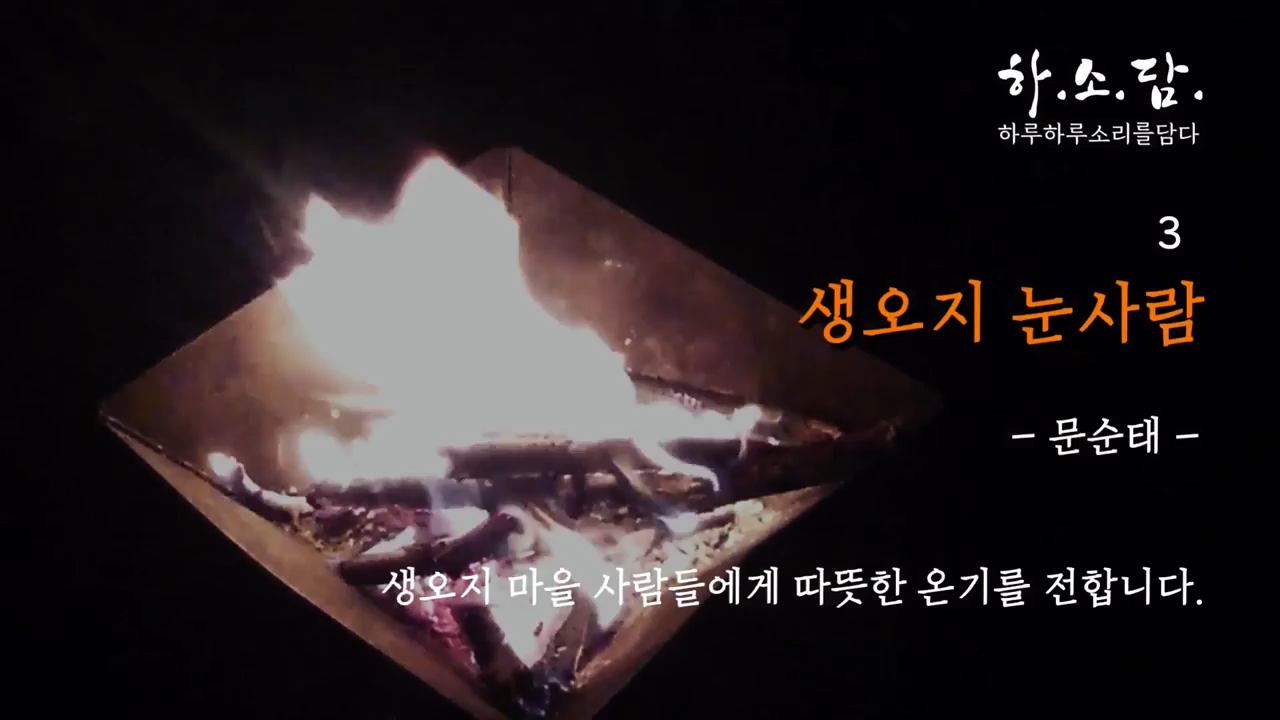 하.소.담.
하루하루소리를담다
3
생오지 눈사람
– 문순태 –
생오지 마을 사람들에게 따뜻한 온기를 전합니다.